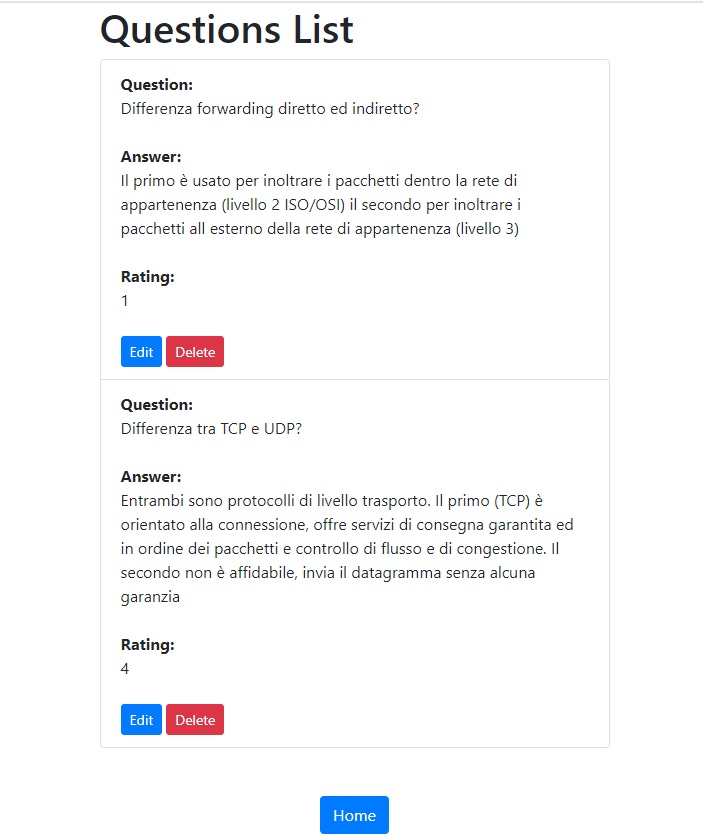 Questions List
Question:
Differenza forwarding diretto ed indiretto?
Answer:
Il primo è usato per inoltrare i pacchetti dentro la rete di
appartenenza (livello 2 ISO/OSI) il secondo per inoltrare i
pacchetti all esterno della rete di appartenenza (livello 3)
Rating:
1
Edit Delete
Question:
Differenza tra TCP e UDP?
Answer:
Entrambi sono protocolli di livello trasporto. Il primo (TCP) è
orientato alla connessione, offre servizi di consegna garantita ed
in ordine dei pacchetti e controllo di flusso e di congestione. Il
secondo non è affidabile, invia il datagramma senza alcuna
garanzia
Rating:
4
Edit Delete
Home